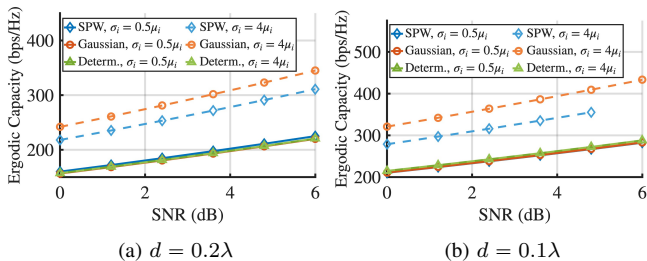 Ergodic Capacity (bps/Hz)
400
300
200
SPW, σᵢ = 0.5μᵢ
SPW, σᵢ = 4μᵢ
Gaussian, σᵢ = 0.5μᵢ
Gaussian, σᵢ = 4μᵢ
Determ., σᵢ = 0.5μᵢ
Determ., σᵢ = 4μᵢ
0 2 4 6
SNR (dB)
(a) d = 0.2λ
Ergodic Capacity (bps/Hz)
500
400
300
200
SPW, σᵢ = 0.5μᵢ
SPW, σᵢ = 4μᵢ
Gaussian, σᵢ = 0.5μᵢ
Gaussian, σᵢ = 4μᵢ
Determ., σᵢ = 0.5μᵢ
Determ., σᵢ = 4μᵢ
0 2 4 6
SNR (dB)
(b) d = 0.1λ